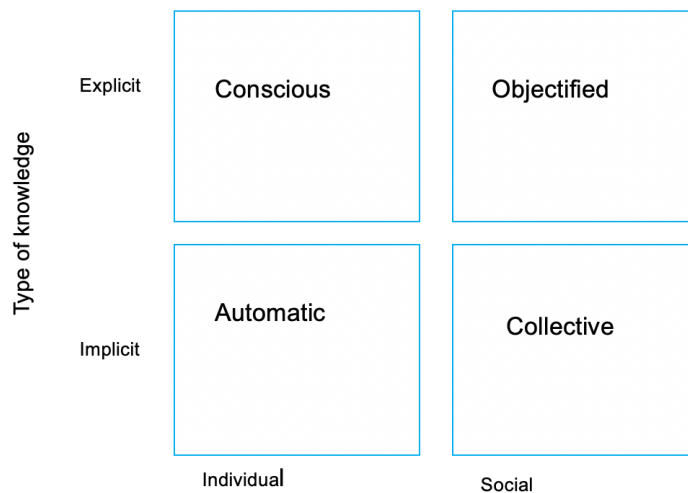 Explicit
Conscious
Objectified
Type of knowledge
Automatic
Collective
Implicit
Individual
Social